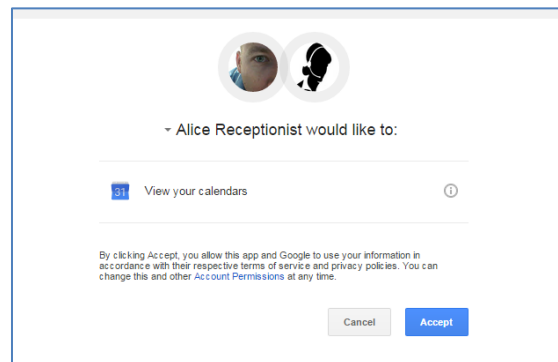 Alice Receptionist would like to:
31
View your calendars
By clicking Accept, you allow this app and Google to use your information in
accordance with their respective terms of service and privacy policies. You can
change this and other Account Permissions at any time.
Cancel
Accept